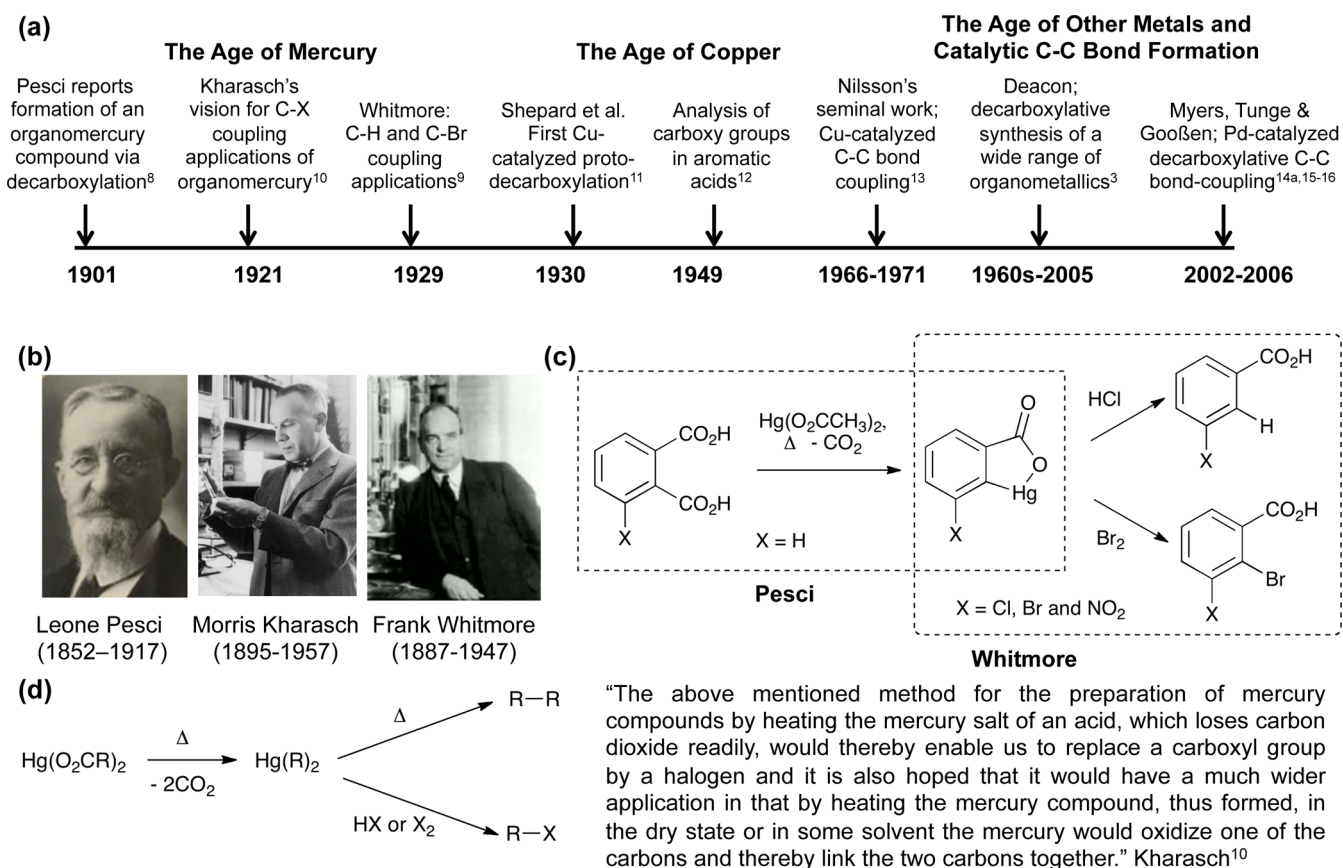 (a)
The Age of Mercury
The Age of Copper
The Age of Other Metals and
Catalytic C-C Bond Formation
Pesci reports
formation of an
organomercury
compound via
decarboxylation⁸
Kharasch's
vision for C-X
coupling
applications of
organomercury¹⁰
Whitmore:
C-H and C-Br
coupling
applications⁹
Shepard et al.
First Cu-
catalyzed proto-
decarboxylation¹¹
Analysis of
carboxy groups
in aromatic
acids¹²
Nilsson's
seminal work;
Cu-catalyzed
C-C bond
coupling¹³
Deacon;
decarboxylative
synthesis of a
wide range of
organometallics³
Myers, Tunge &
Gooßen; Pd-catalyzed
decarboxylative C-C
bond-coupling¹⁴ᵃ,¹⁵⁻¹⁶
1901
1921
1929
1930
1949
1966-1971
1960s-2005
2002-2006
(b)
Leone Pesci
(1852–1917)
Morris Kharasch
(1895-1957)
Frank Whitmore
(1887-1947)
(c)
CO₂H
CO₂H
X
Hg(O₂CCH₃)₂,
Δ - CO₂
X = H
O
O
Hg
X
Pesci
HCl
CO₂H
H
X
Br₂
CO₂H
Br
X
X = Cl, Br and NO₂
Whitmore
(d)
Hg(O₂CR)₂
Δ
- 2CO₂
Hg(R)₂
Δ
R—R
HX or X₂
R—X
“The above mentioned method for the preparation of mercury
compounds by heating the mercury salt of an acid, which loses carbon
dioxide readily, would thereby enable us to replace a carboxyl group
by a halogen and it is also hoped that it would have a much wider
application in that by heating the mercury compound, thus formed, in
the dry state or in some solvent the mercury would oxidize one of the
carbons and thereby link the two carbons together.” Kharasch¹⁰